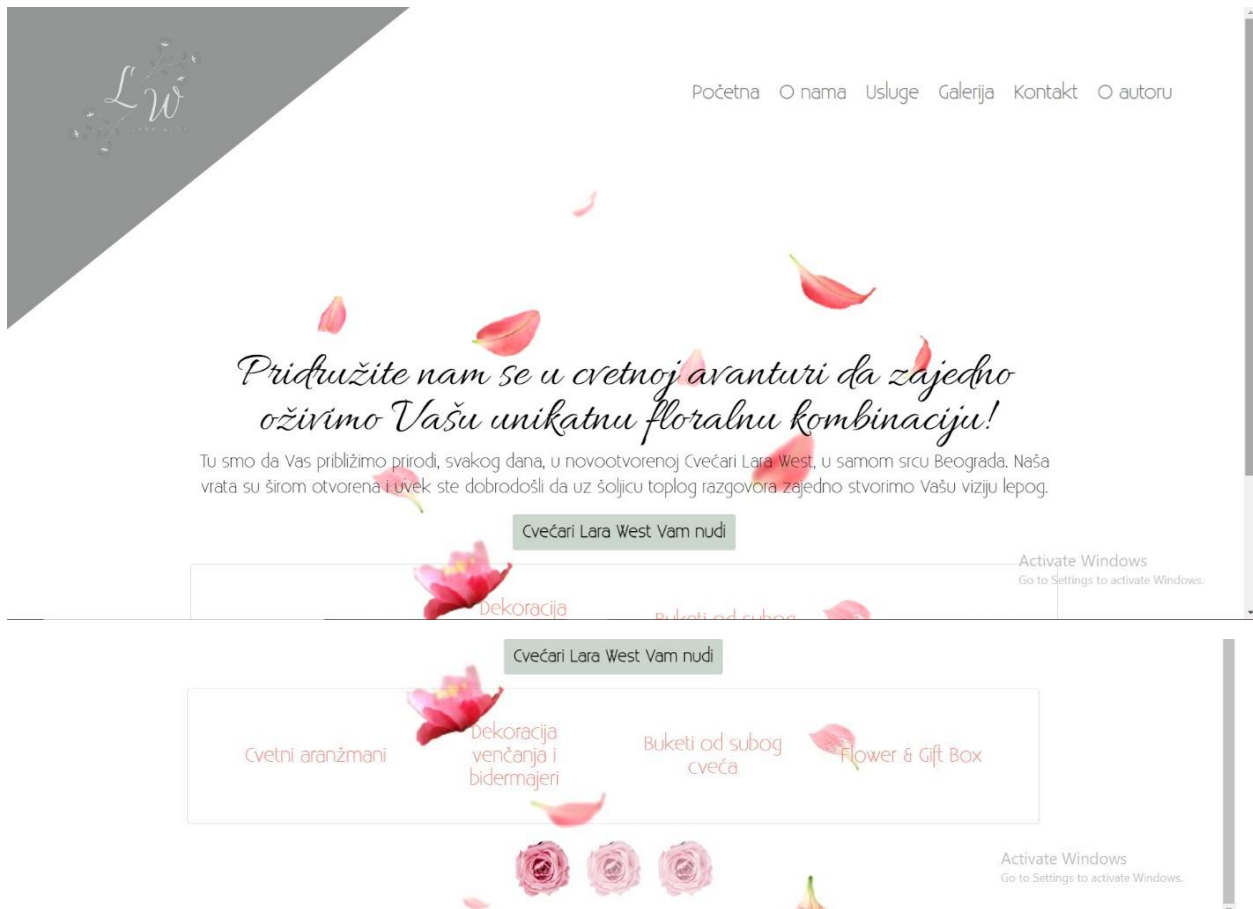 L W
Početna O nama Usluge Galerija Kontakt O autoru
Pridružite nam se u cvetnoj avanturi da zajedno
oživimo Vašu unikatnu floralnu kombinaciju!
Tu smo da Vas približimo prirodi, svakog dana, u novootvorenoj Cvećari Lara West, u samom srcu Beograda. Naša
vrata su širom otvorena i uvek ste dobrodošli da uz šoljicu toplog razgovora zajedno stvorimo Vašu viziju lepog.
Cvećari Lara West Vam nudi
Activate Windows
Go to Settings to activate Windows.
Dekoracija
Buketi od subog
Cvećari Lara West Vam nudi
Cvetni aranžmani
Dekoracija
venčanja i
bidermajeri
Buketi od subog
cveća
Flower & Gift Box
Activate Windows
Go to Settings to activate Windows.